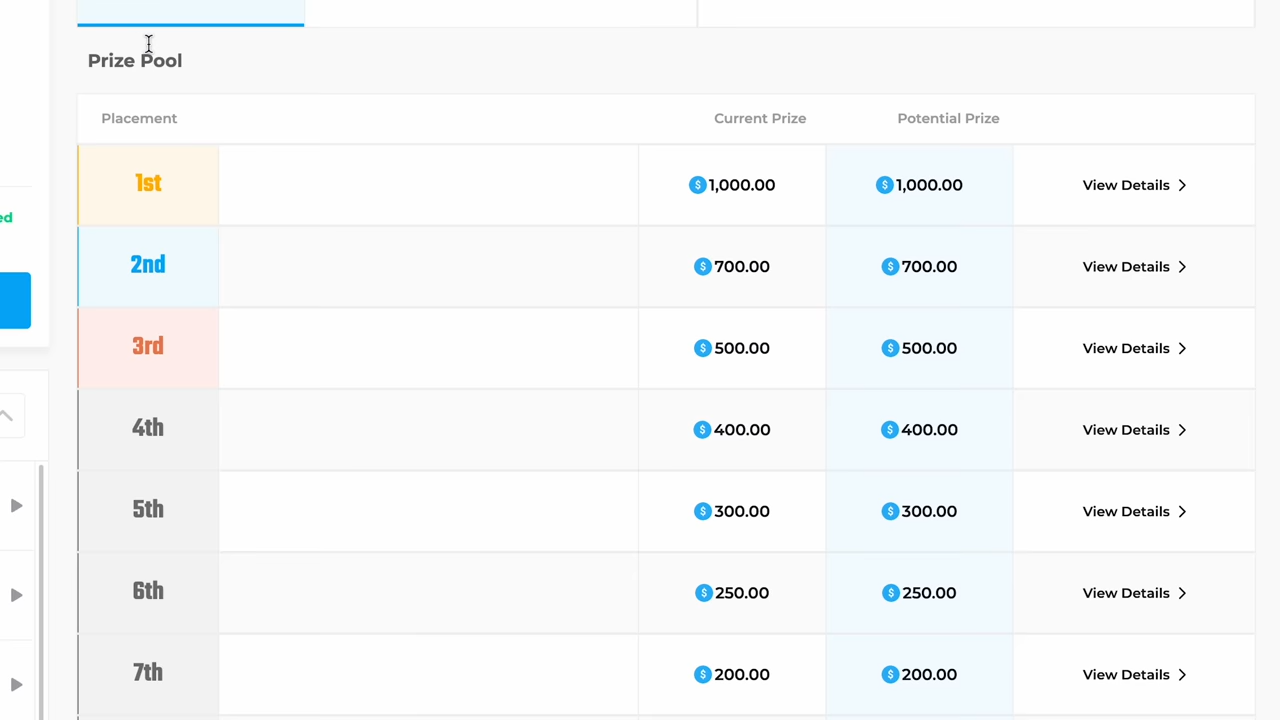 Prize Pool
Placement Current Prize Potential Prize
1st $ 1,000.00 $ 1,000.00 View Details
2nd $ 700.00 $ 700.00 View Details
ed
3rd $ 500.00 $ 500.00 View Details
4th $ 400.00 $ 400.00 View Details
5th $ 300.00 $ 300.00 View Details
6th $ 250.00 $ 250.00 View Details
7th $ 200.00 $ 200.00 View Details